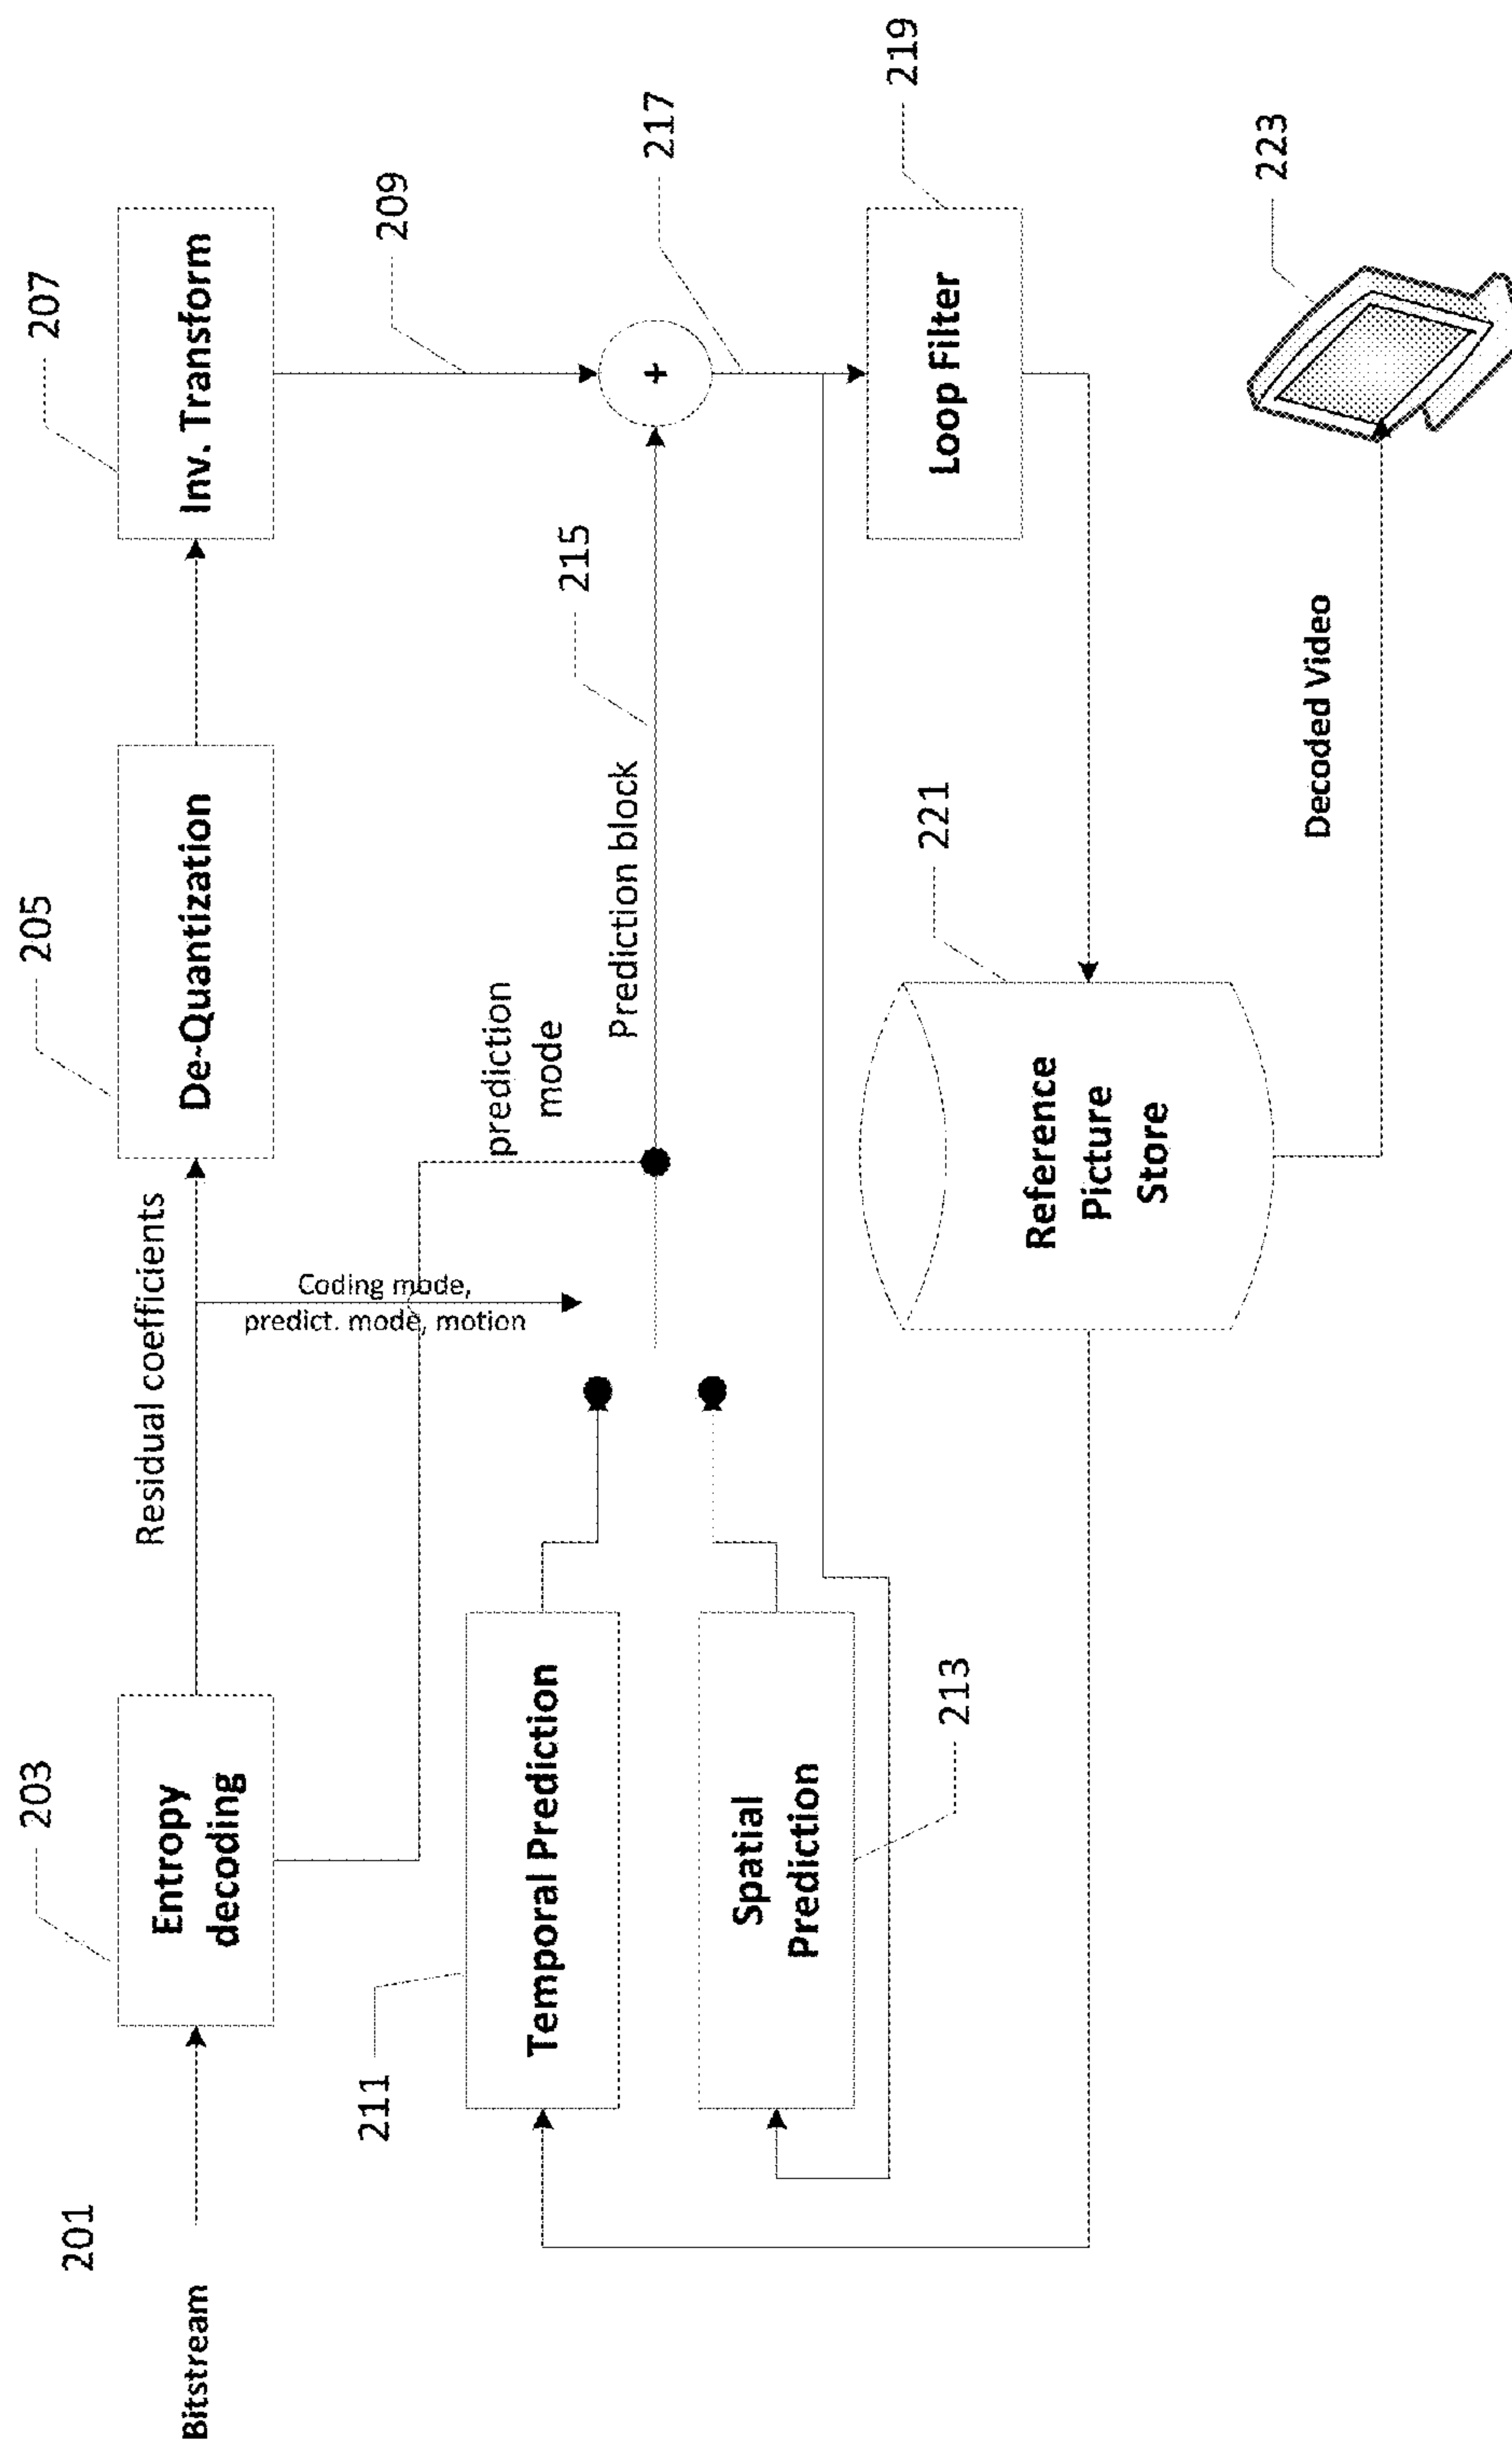 201
Bitstream
203
Entropy
decoding
Residual coefficients
205
De-Quantization
207
Inv. Transform
209
Coding mode,
predict. mode, motion
prediction
mode
211
Temporal Prediction
Prediction block
215
+
217
Spatial
Prediction
213
Loop Filter
219
Reference
Picture
Store
221
Decoded Video
223